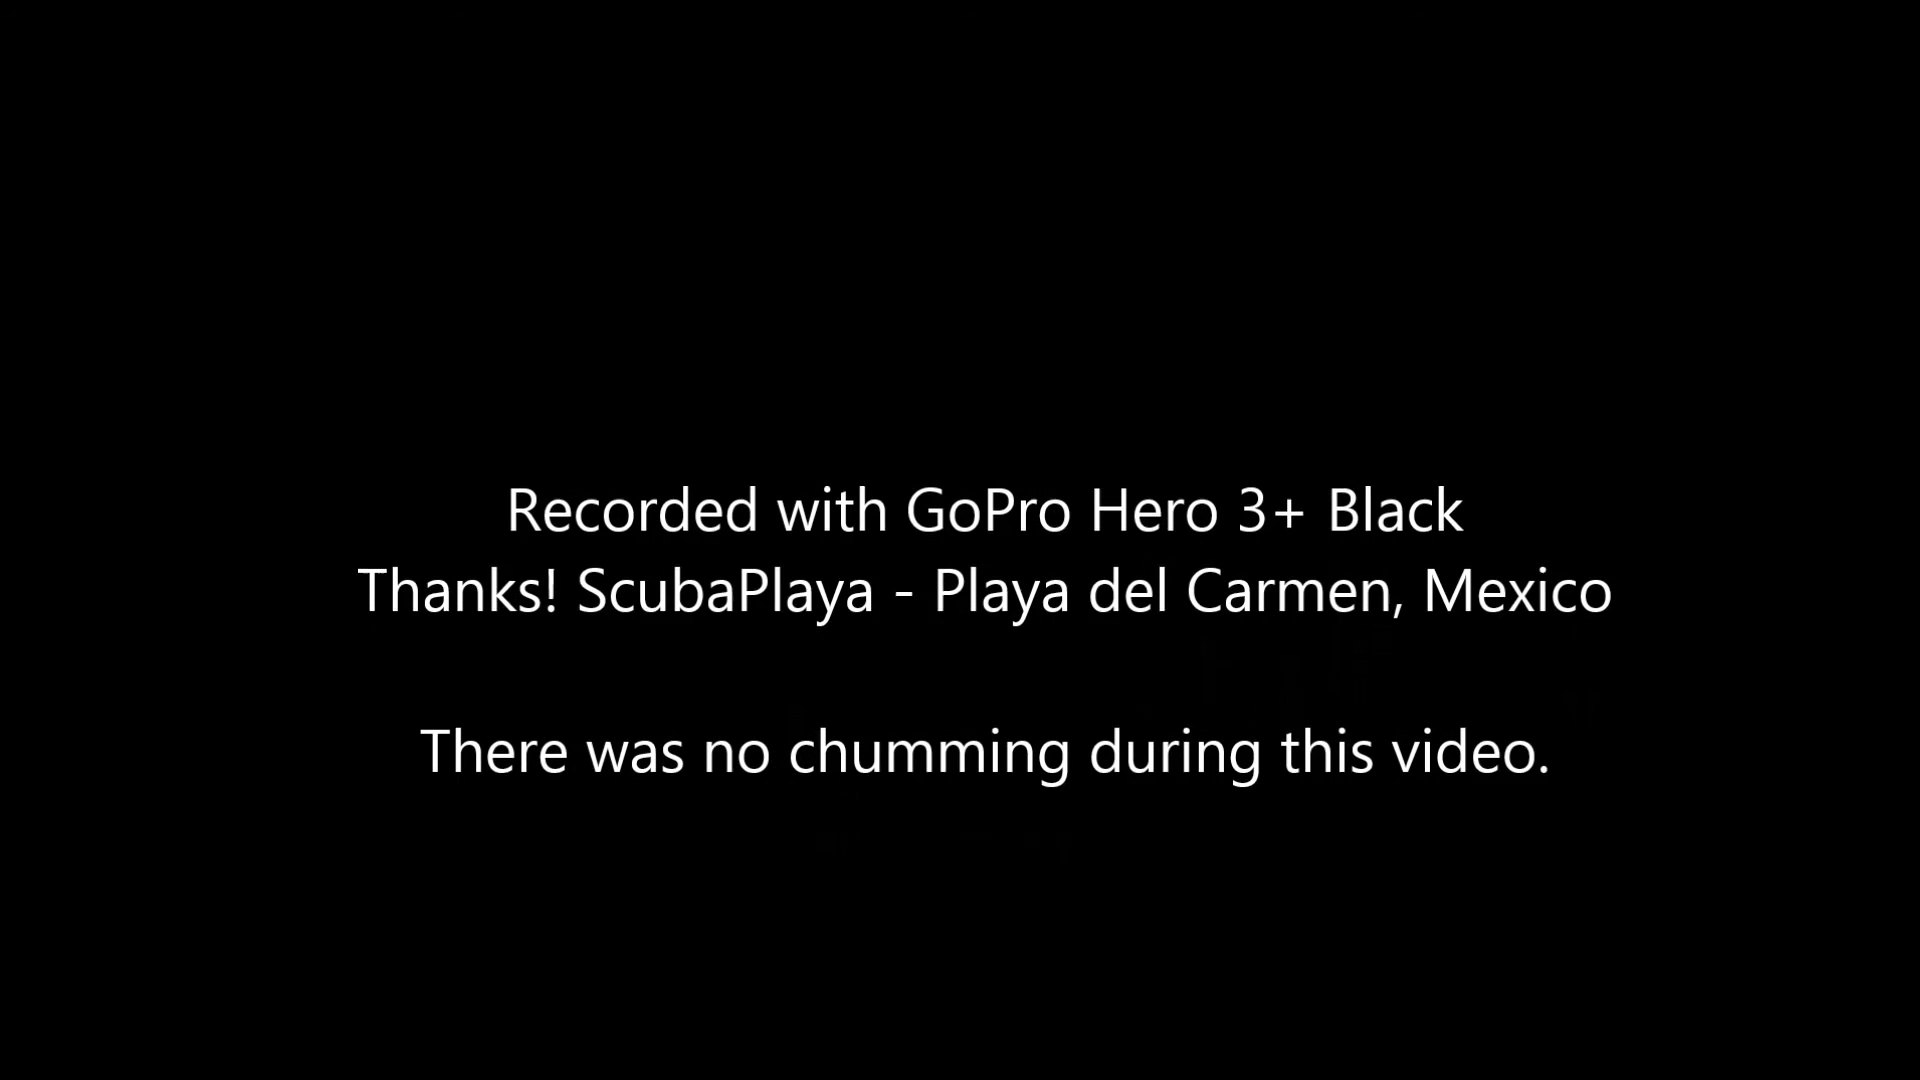 Recorded with GoPro Hero 3+ Black
Thanks! ScubaPlaya - Playa del Carmen, Mexico
There was no chumming during this video.